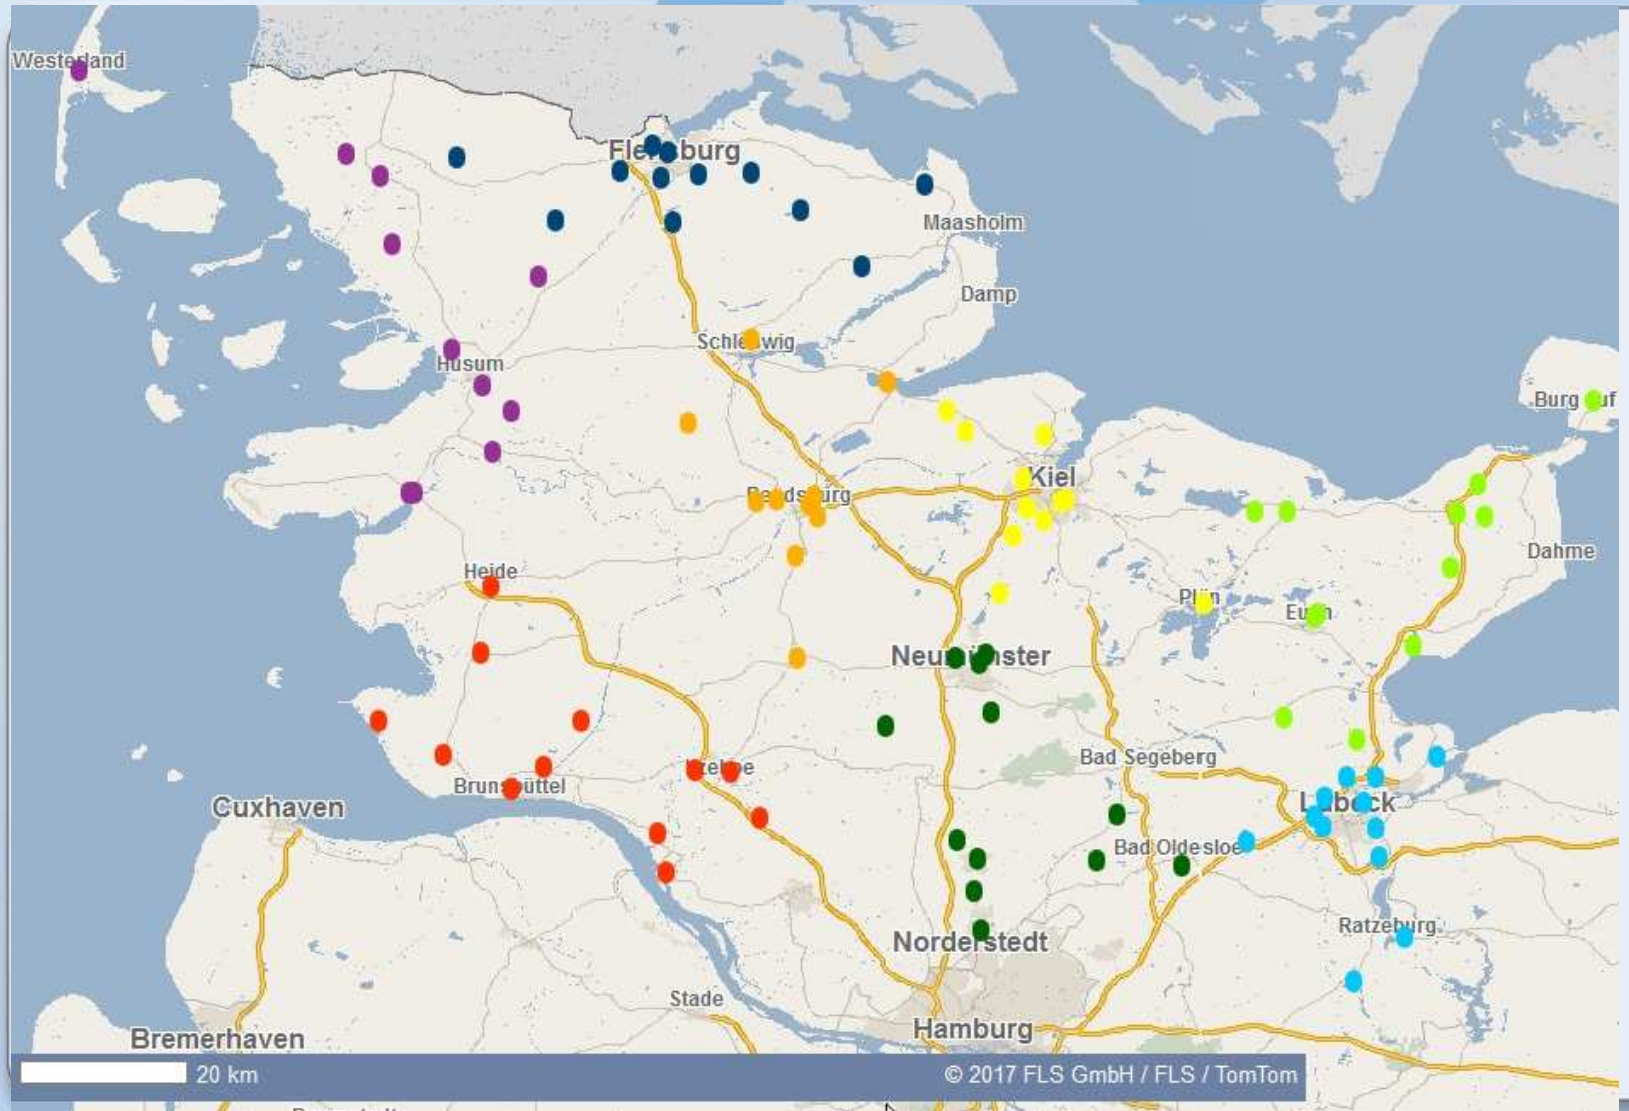 Westerland
Flensburg
Maasholm
Damp
Schleswig
Husum
Burg auf
Kiel
Rendsburg
Dahme
Heide
Plön
Eutin
Neumünster
Bad Segeberg
Itzehoe
Brunsbüttel
Cuxhaven
Lübeck
Bad Oldesloe
Ratzeburg
Norderstedt
Stade
Hamburg
Bremerhaven
20 km
© 2017 FLS GmbH / FLS / TomTom